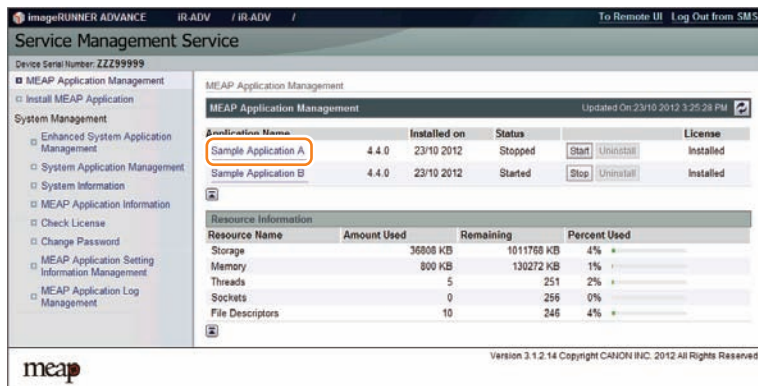 imageRUNNER ADVANCE iR-ADV / iR-ADV / To Remote UI Log Out from SMS
Service Management Service
Device Serial Number: ZZZ99999
MEAP Application Management
Install MEAP Application
System Management
Enhanced System Application
Management
System Application Management
System Information
MEAP Application Information
Check License
Change Password
MEAP Application Setting
Information Management
MEAP Application Log
Management
MEAP Application Management
MEAP Application Management Updated On:23/10 2012 3:25:28 PM
Application Name Installed on Status License
Sample Application A 4.4.0 23/10 2012 Stopped Start Uninstall Installed
Sample Application B 4.4.0 23/10 2012 Started Stop Uninstall Installed
Resource Information
Resource Name Amount Used Remaining Percent Used
Storage 36808 KB 1011768 KB 4%
Memory 800 KB 130272 KB 1%
Threads 5 251 2%
Sockets 0 256 0%
File Descriptors 10 246 4%
Version 3.1.2.14 Copyright CANON INC. 2012 All Rights Reserved
meap